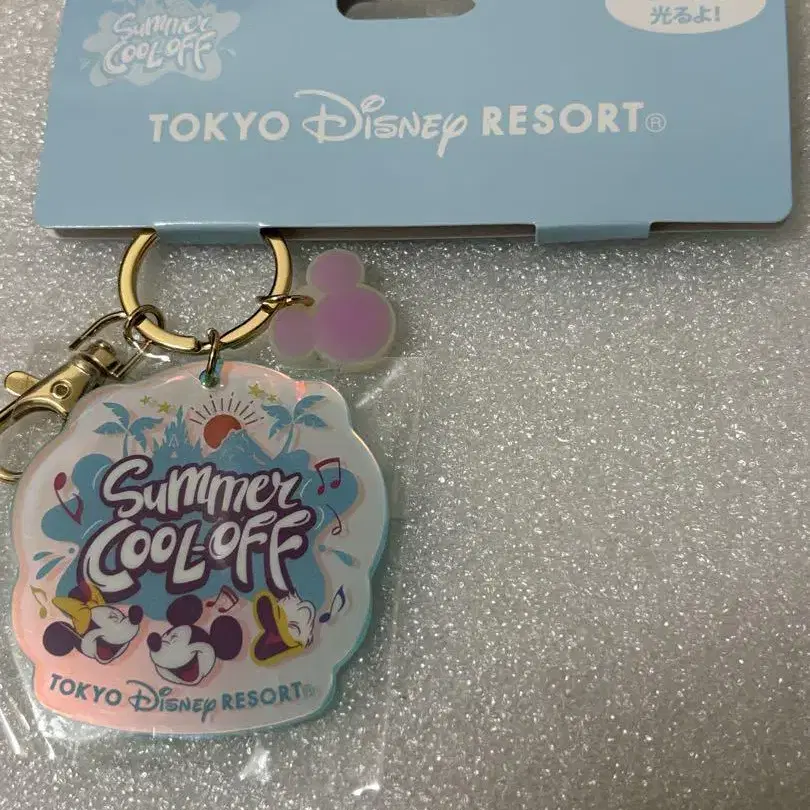 Summer
COOL-OFF
光るよ!
TOKYO Disney RESORT®
Summer
COOL-OFF
TOKYO Disney RESORT®